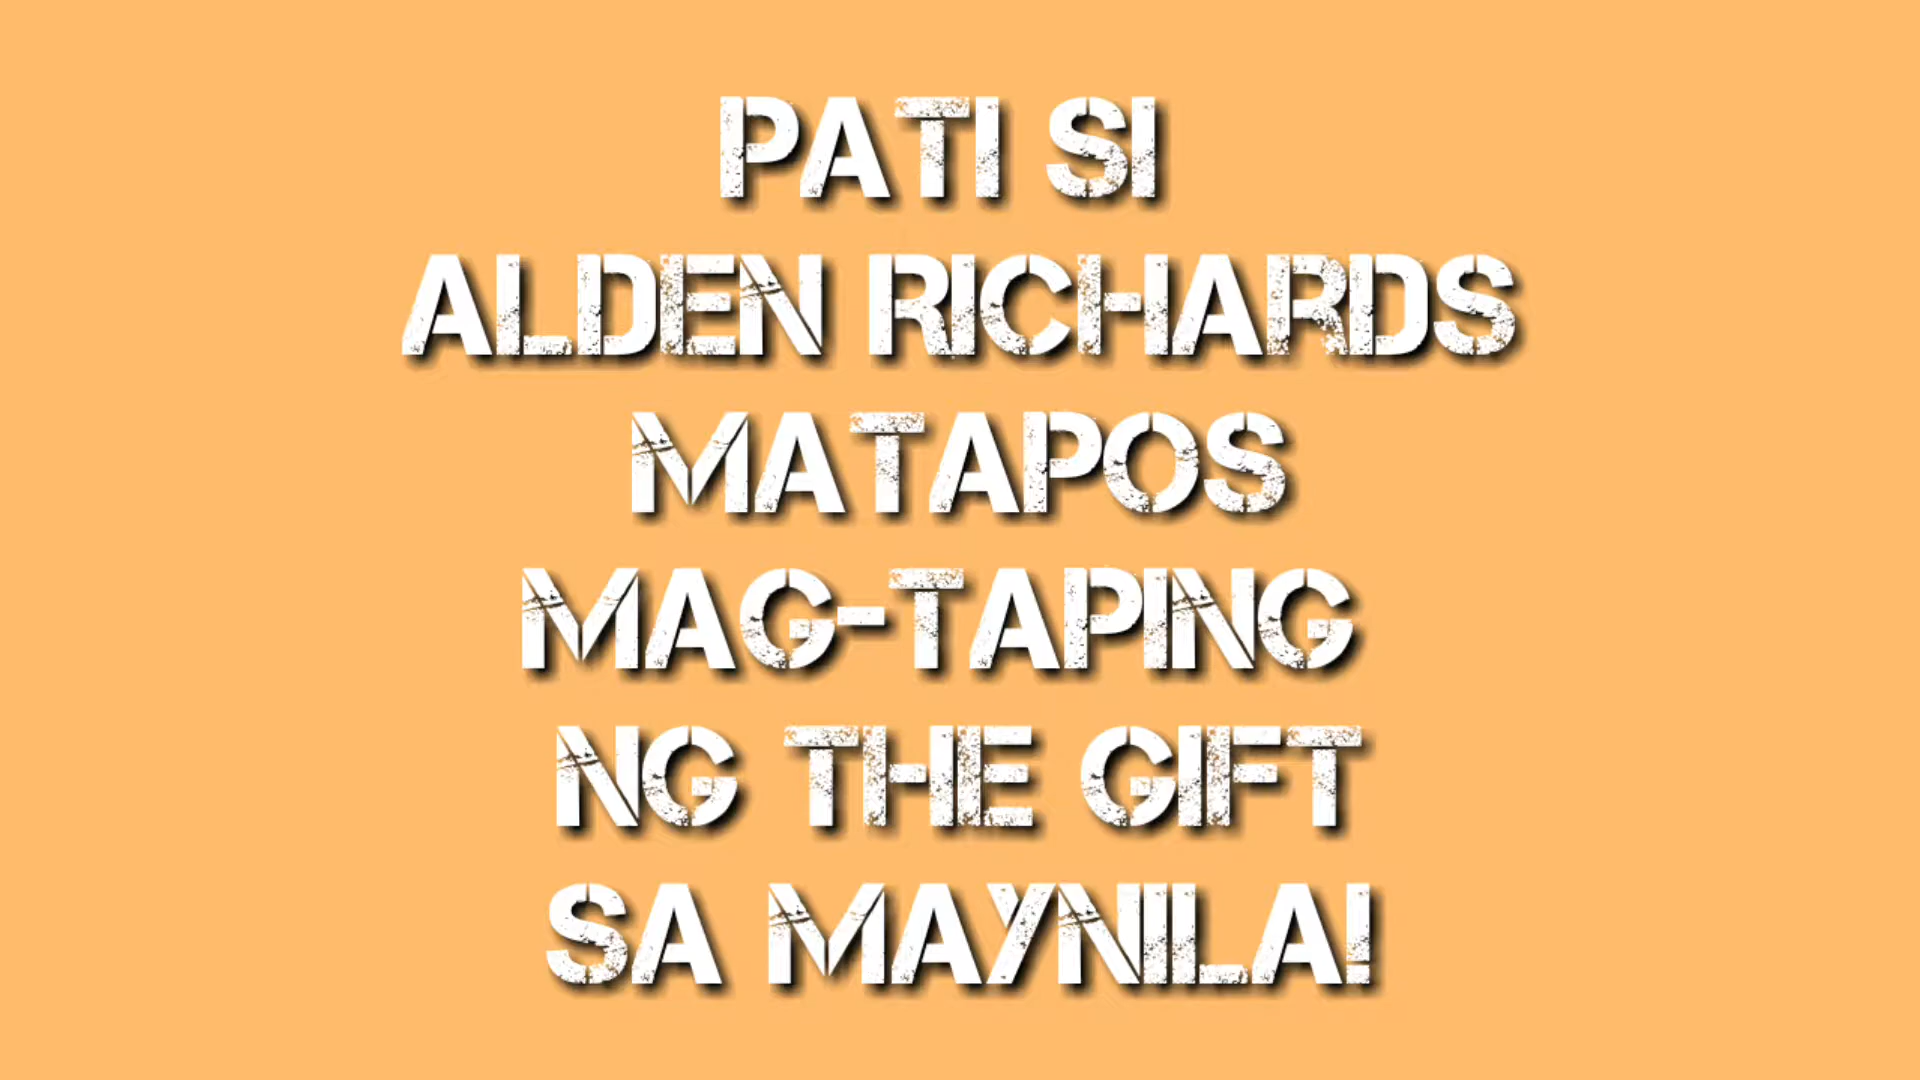 PATI SI
ALDEN RICHARDS
MATAPOS
MAG-TAPING
NG THE GIFT
SA MAYNILA!